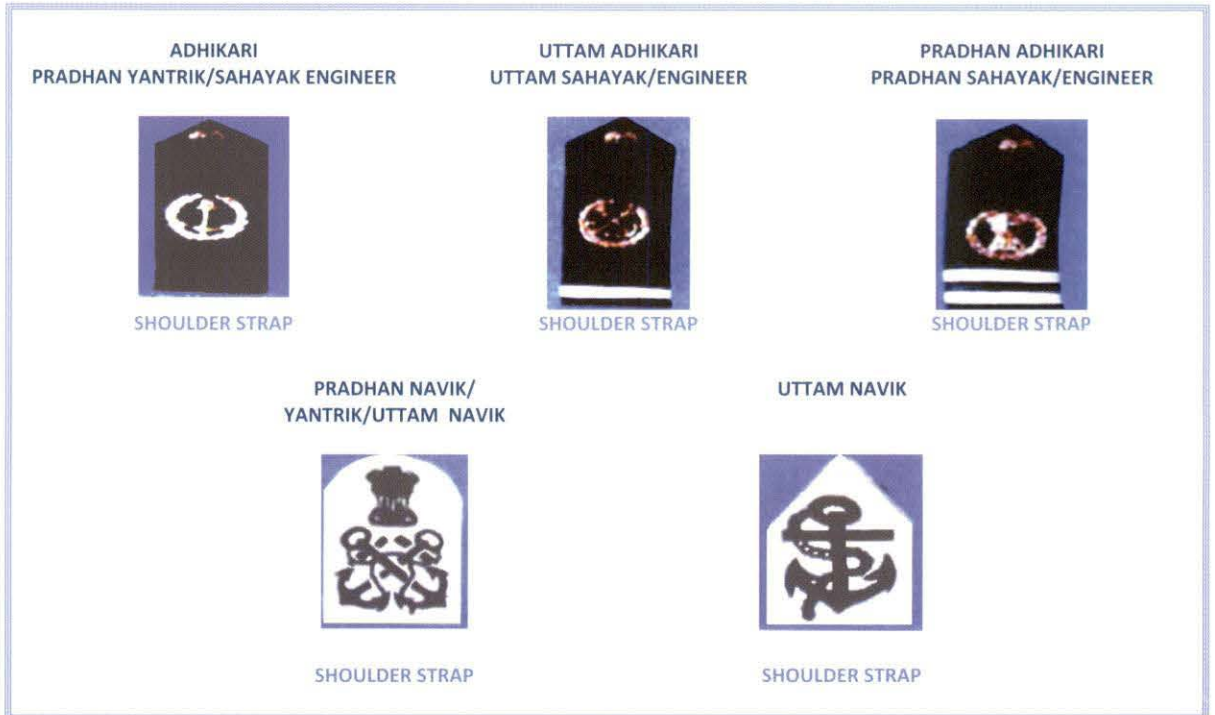 ADHIKARI
PRADHAN YANTRIK/SAHAYAK ENGINEER
SHOULDER STRAP
UTTAM ADHIKARI
UTTAM SAHAYAK/ENGINEER
SHOULDER STRAP
PRADHAN ADHIKARI
PRADHAN SAHAYAK/ENGINEER
SHOULDER STRAP
PRADHAN NAVIK/
YANTRIK/UTTAM NAVIK
SHOULDER STRAP
UTTAM NAVIK
SHOULDER STRAP